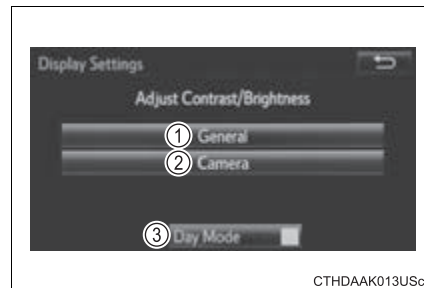 Display Settings
Adjust Contrast/Brightness
① General
② Camera
③ Day Mode
CTHDAAK013USc